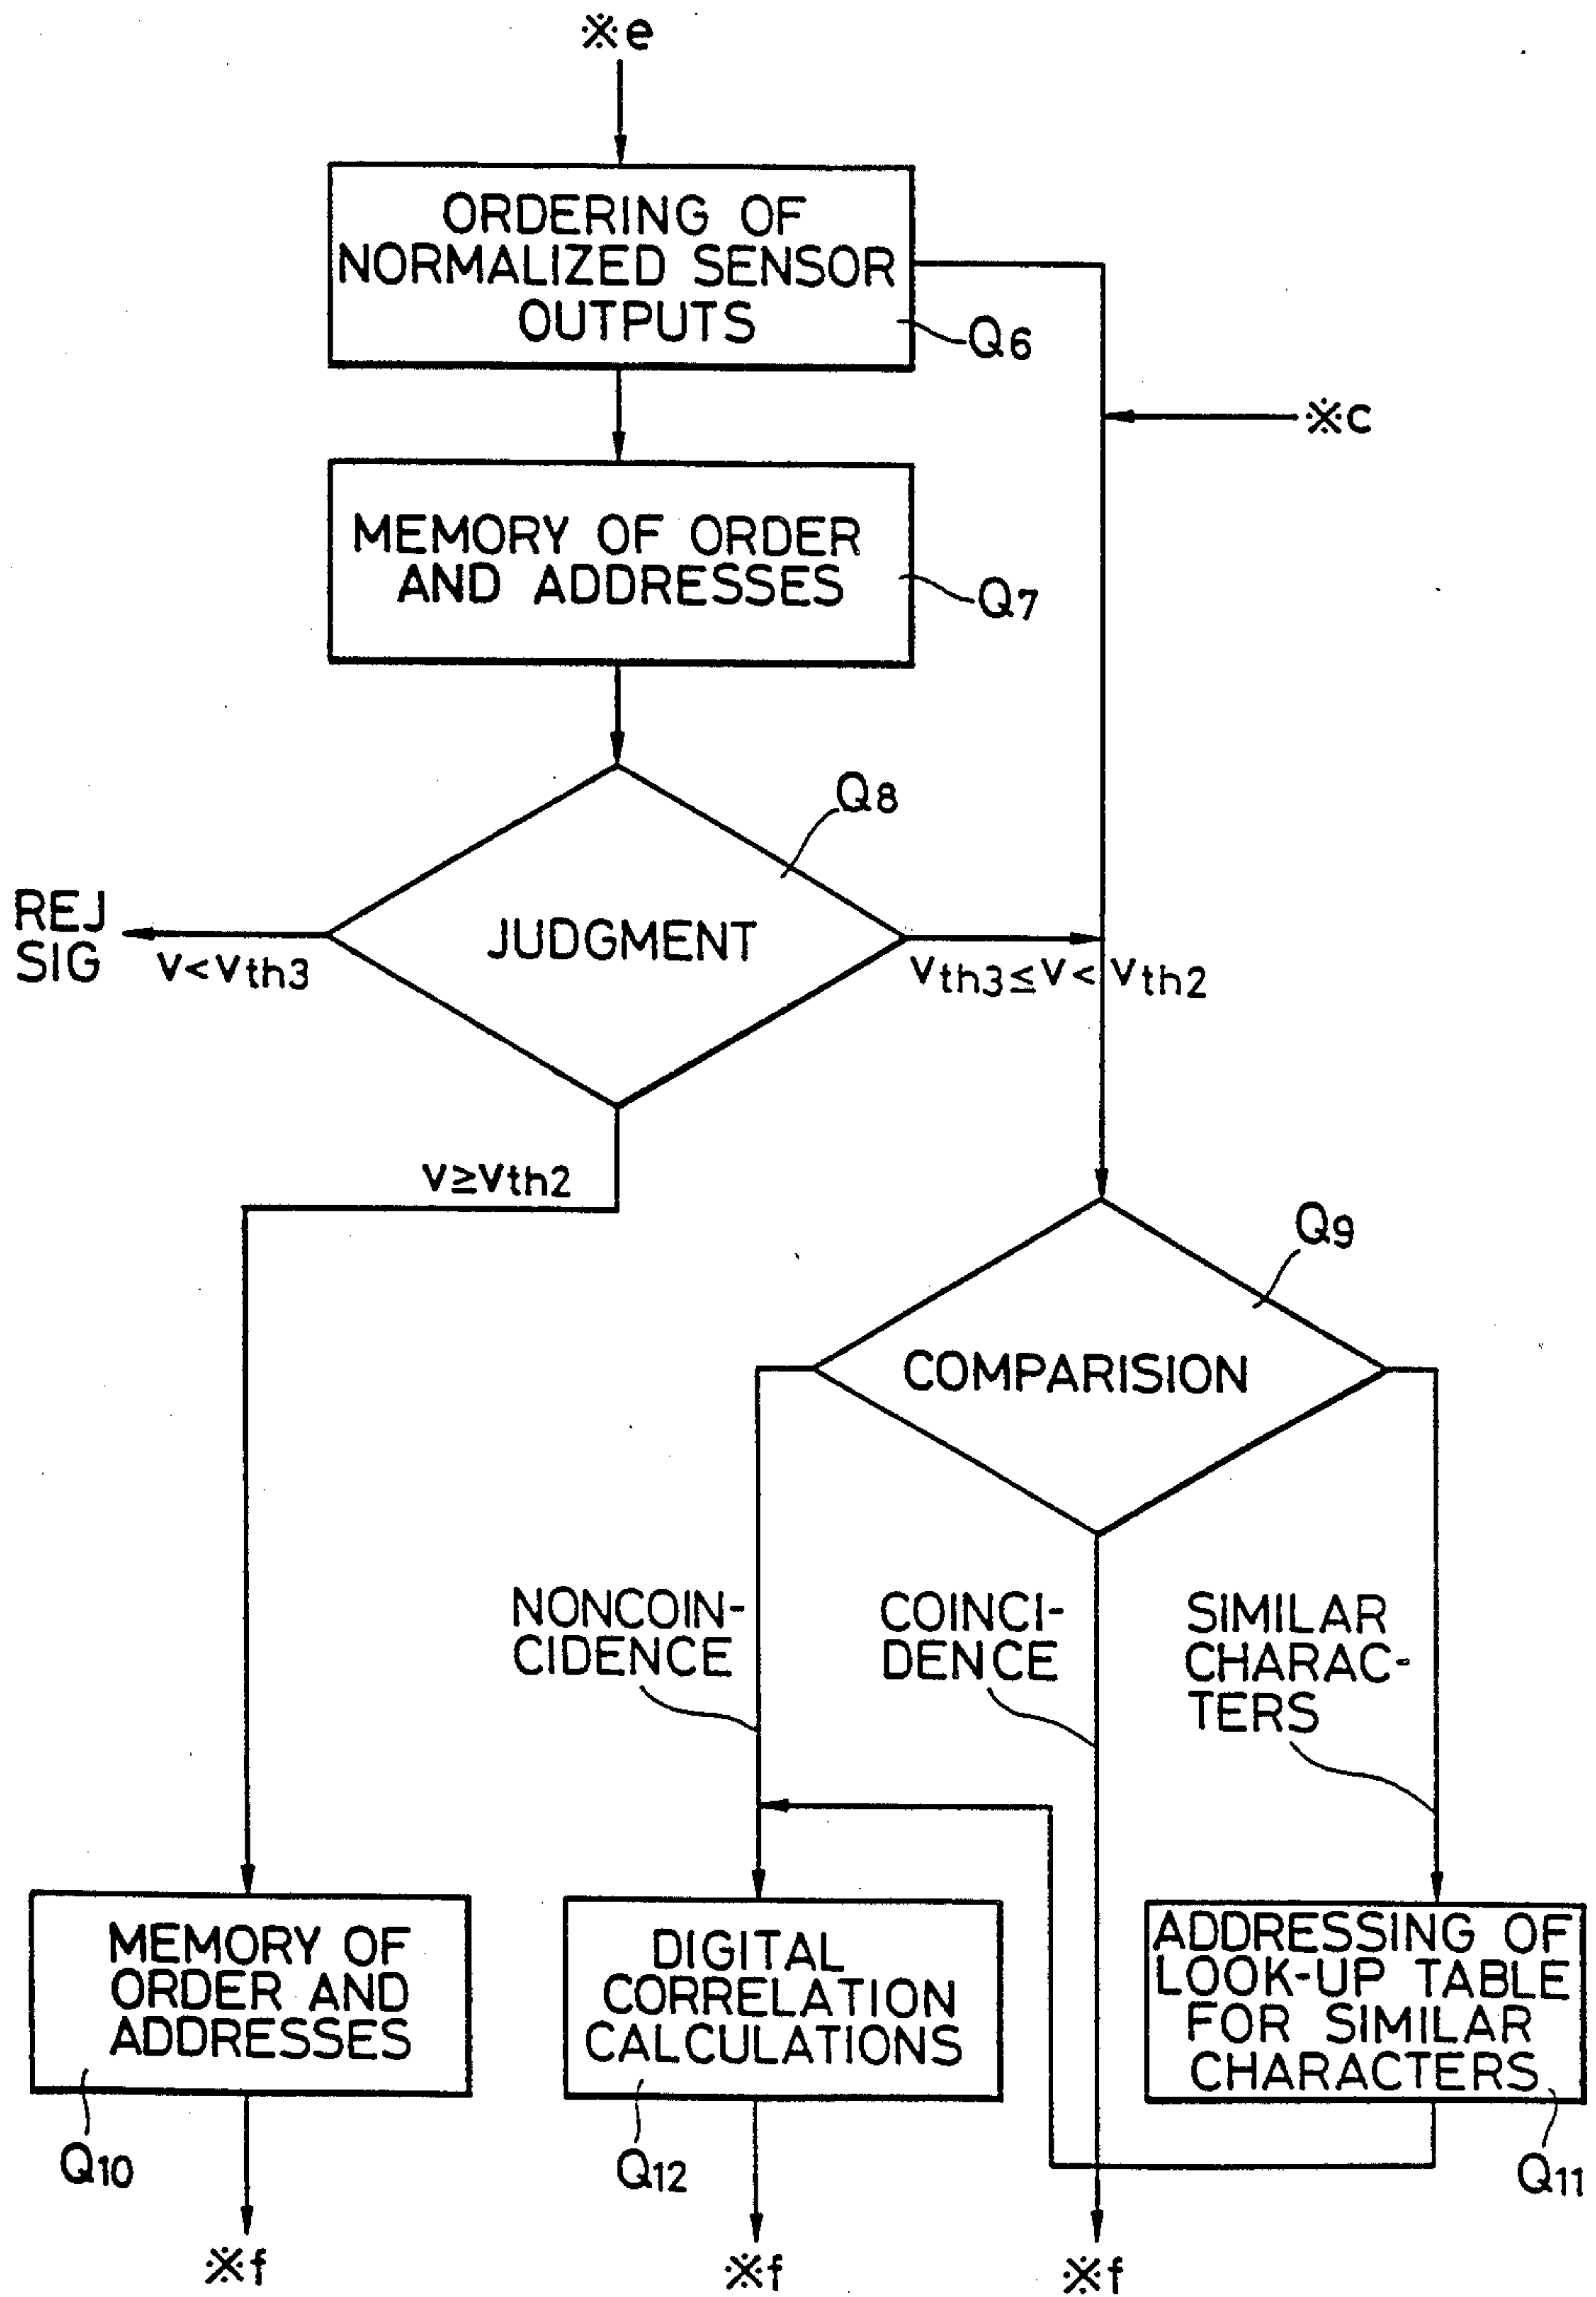 ※e
ORDERING OF
NORMALIZED SENSOR
OUTPUTS
Q6
※c
MEMORY OF ORDER
AND ADDRESSES
Q7
Q8
JUDGMENT
REJ
SIG
V<Vth3
Vth3≤V<Vth2
V≥Vth2
Q9
COMPARISION
NONCOIN-
CIDENCE
COINCI-
DENCE
SIMILAR
CHARAC-
TERS
MEMORY OF
ORDER AND
ADDRESSES
Q10
DIGITAL
CORRELATION
CALCULATIONS
Q12
ADDRESSING OF
LOOK-UP TABLE
FOR SIMILAR
CHARACTERS
Q11
※f
※f
※f